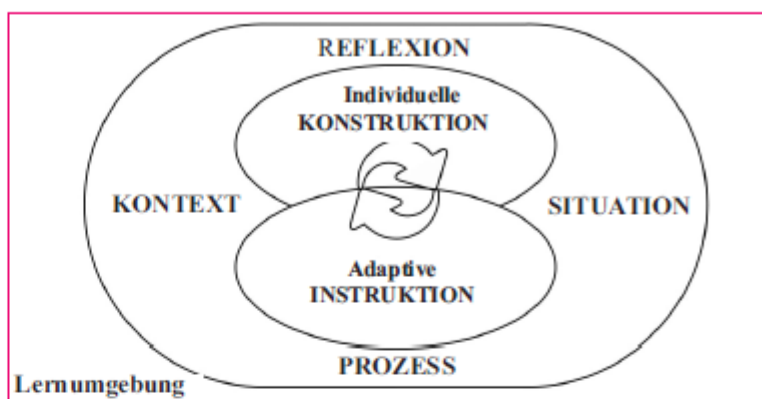 REFLEXION
Individuelle
KONSTRUKTION
KONTEXT
SITUATION
Adaptive
INSTRUKTION
PROZESS
Lernumgebung